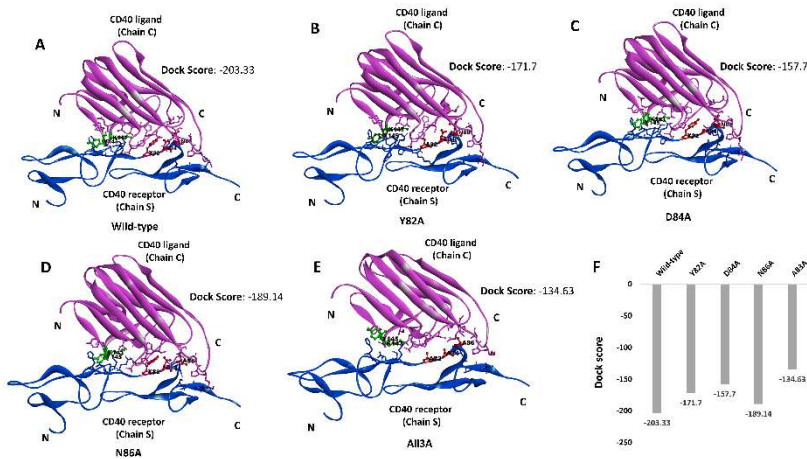 A
CD40 ligand
(Chain C)
Dock Score: -203.33
N
C
CD40 receptor
(Chain S)
N
C
Wild-type
B
CD40 ligand
(Chain C)
Dock Score: -171.7
N
C
CD40 receptor
(Chain S)
N
C
Y82A
C
CD40 ligand
(Chain C)
Dock Score: -157.7
N
C
CD40 receptor
(Chain S)
N
C
D84A
D
CD40 ligand
(Chain C)
Dock Score: -189.14
N
C
CD40 receptor
(Chain S)
N
C
N86A
E
CD40 ligand
(Chain C)
Dock Score: -134.63
N
C
A86
CD40 receptor
(Chain S)
N
C
All3A
F
Wild-type
Y82A
D84A
N86A
All3A
Dock score
0
-50
-100
-150
-200
-250
-203.33
-171.7
-157.7
-189.14
-134.63